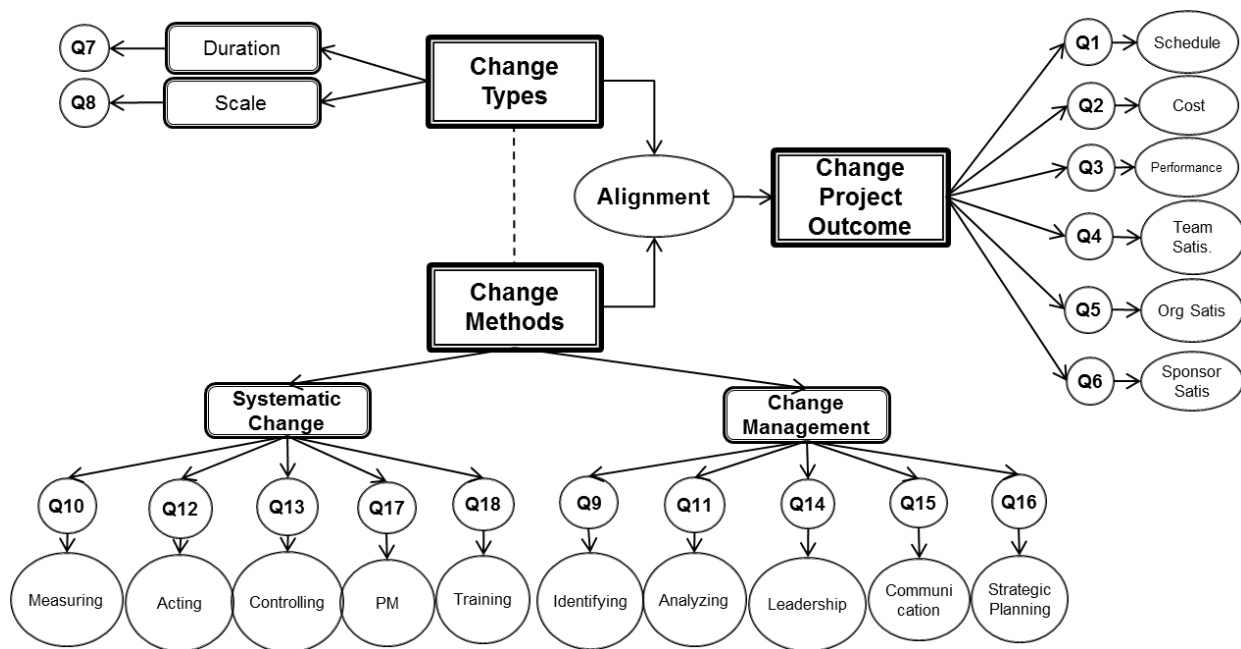 Q7
Duration
Q8
Scale
Change
Types
Alignment
Change
Project
Outcome
Q1
Schedule
Q2
Cost
Q3
Performance
Q4
Team
Satis.
Q5
Org Satis
Q6
Sponsor
Satis
Change
Methods
Systematic
Change
Change
Management
Q10
Q12
Q13
Q17
Q18
Q9
Q11
Q14
Q15
Q16
Measuring
Acting
Controlling
PM
Training
Identifying
Analyzing
Leadership
Communi
cation
Strategic
Planning